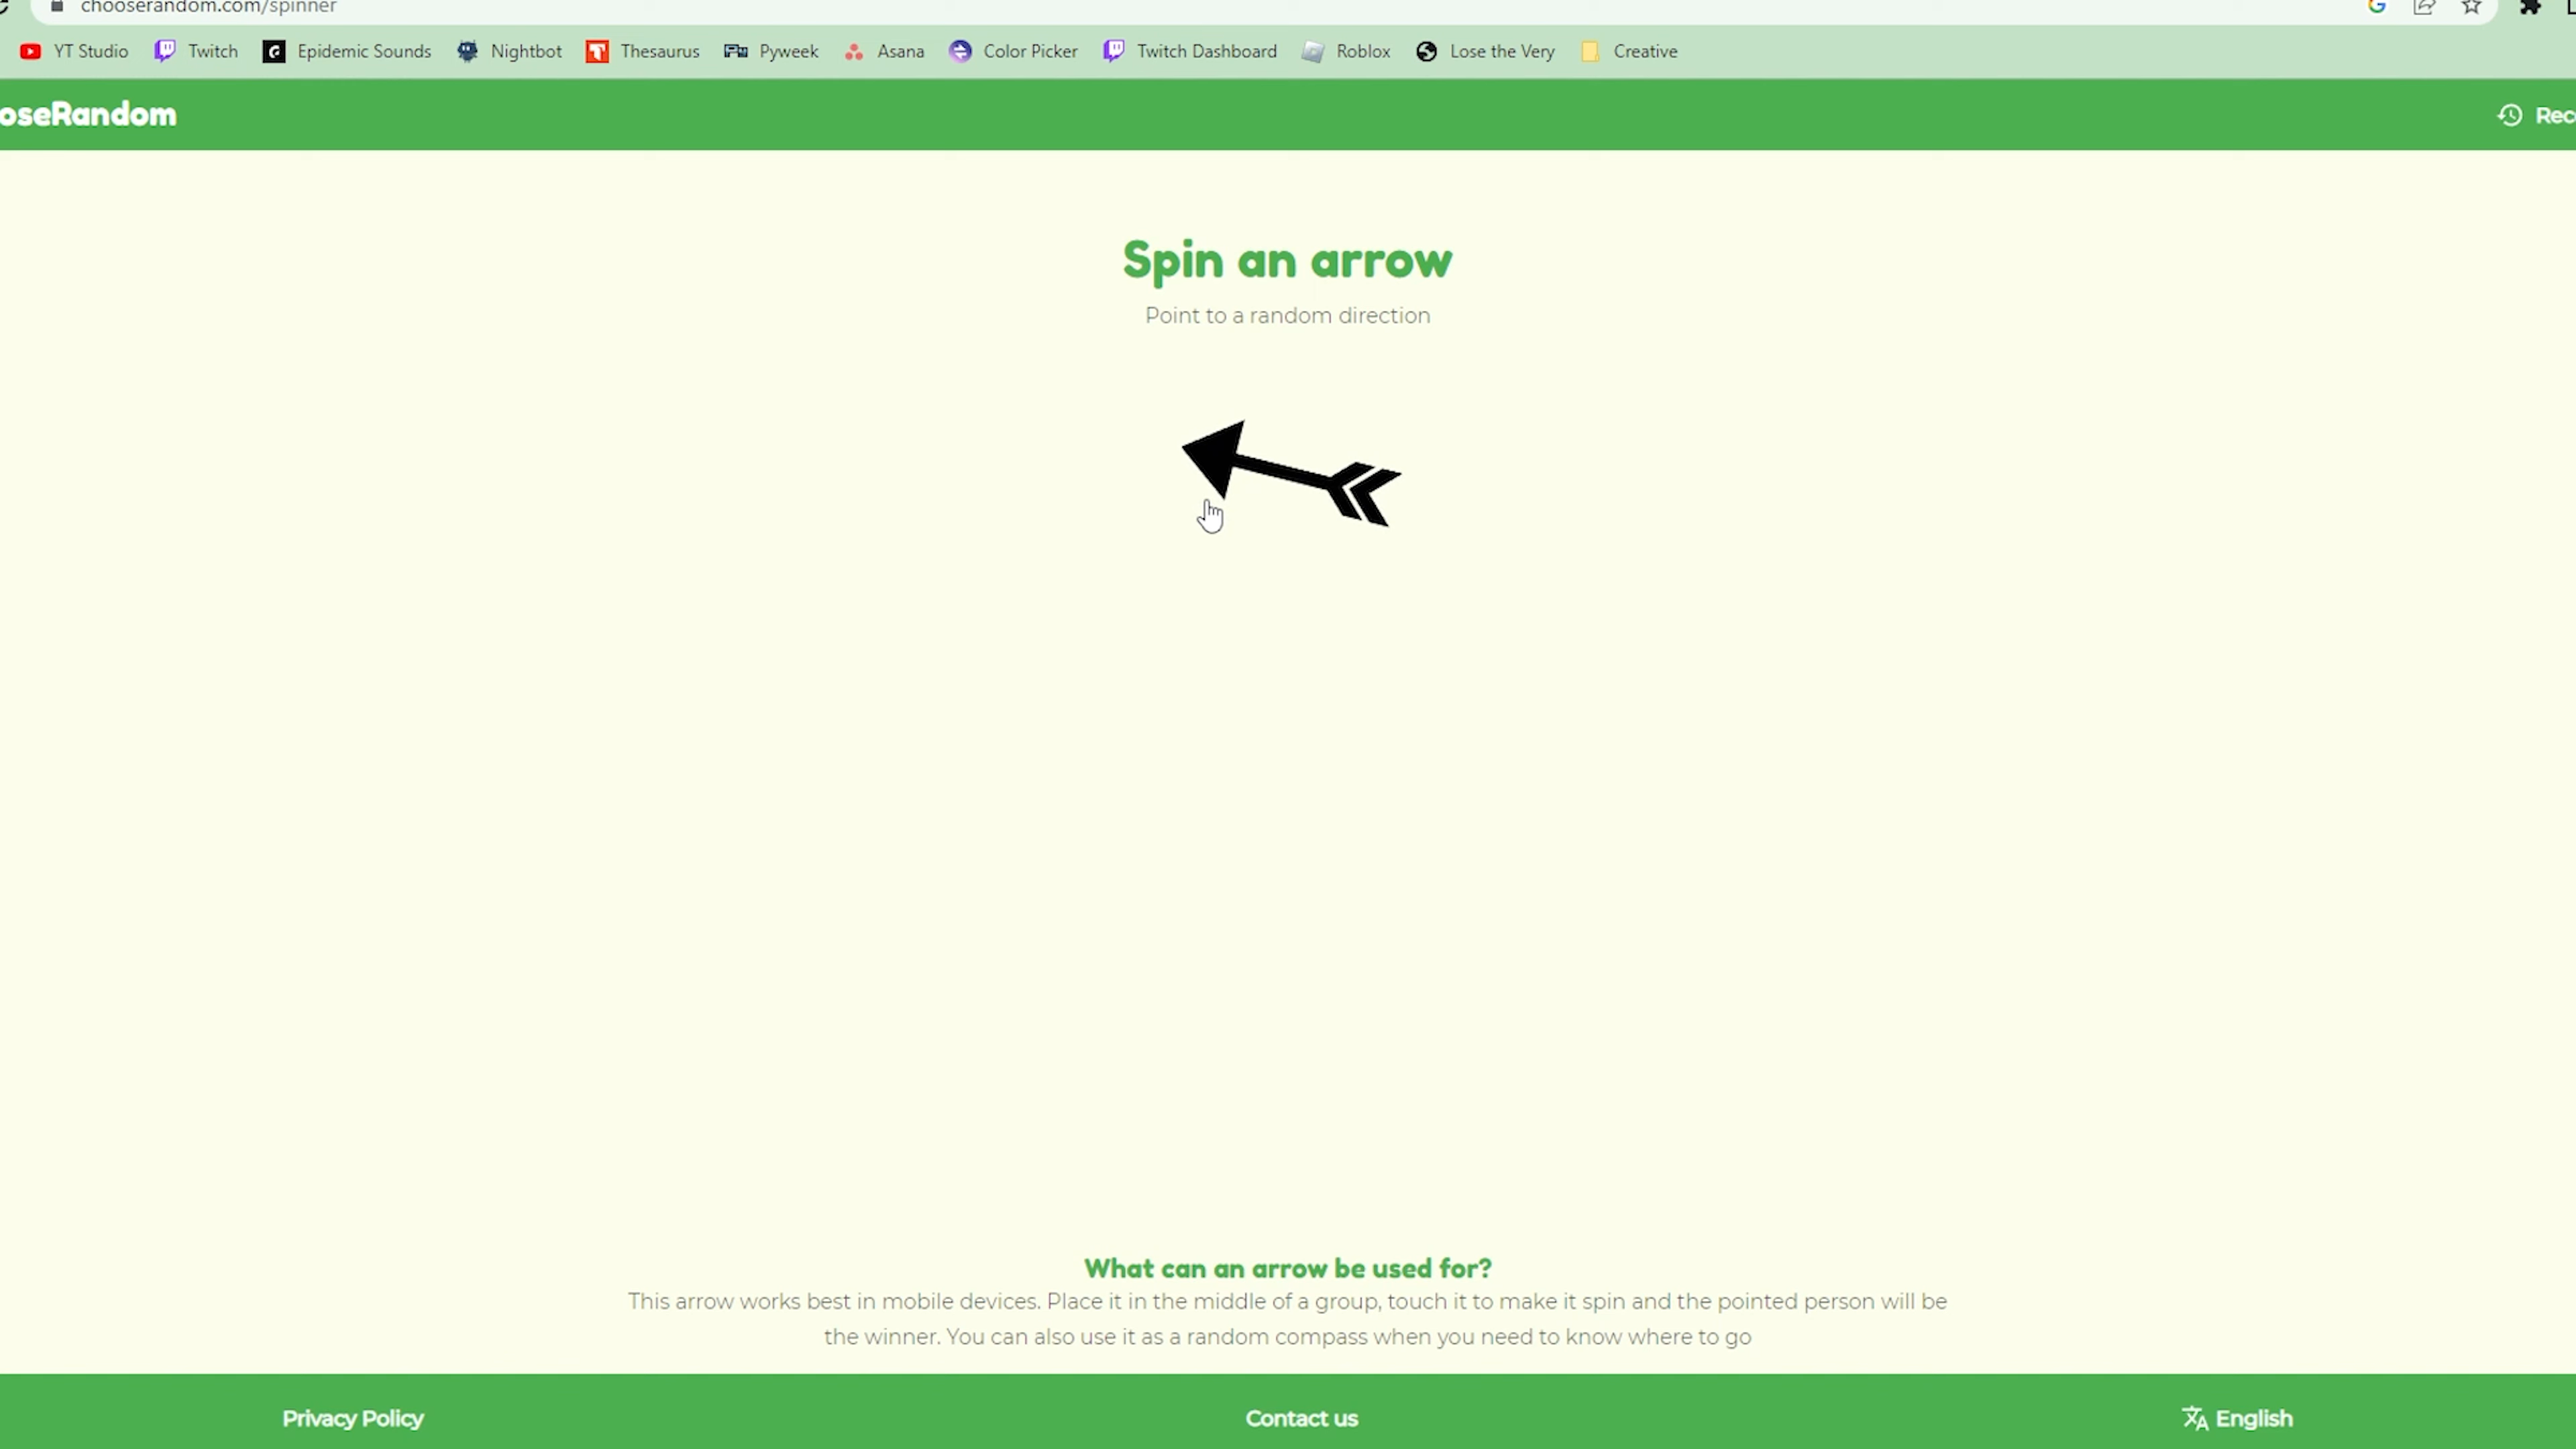 chooserandom.com/spinner
YT Studio Twitch Epidemic Sounds Nightbot Thesaurus Pyweek Asana Color Picker Twitch Dashboard Roblox Lose the Very Creative
oseRandom Rec
Spin an arrow
Point to a random direction
What can an arrow be used for?
This arrow works best in mobile devices. Place it in the middle of a group, touch it to make it spin and the pointed person will be
the winner. You can also use it as a random compass when you need to know where to go
Privacy Policy Contact us English